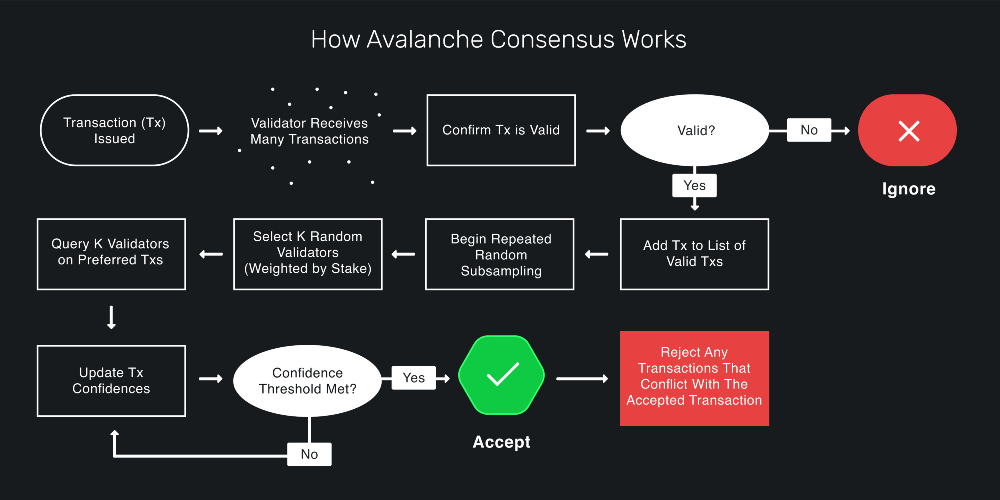 How Avalanche Consensus Works
Transaction (Tx)
Issued
Validator Receives
Many Transactions
Confirm Tx is Valid
Valid?
No
Ignore
Yes
Add Tx to List of
Valid Txs
Begin Repeated
Random
Subsampling
Select K Random
Validators
(Weighted by Stake)
Query K Validators
on Preferred Txs
Update Tx
Confidences
Confidence
Threshold Met?
Yes
Accept
No
Reject Any
Transactions That
Conflict With The
Accepted Transaction